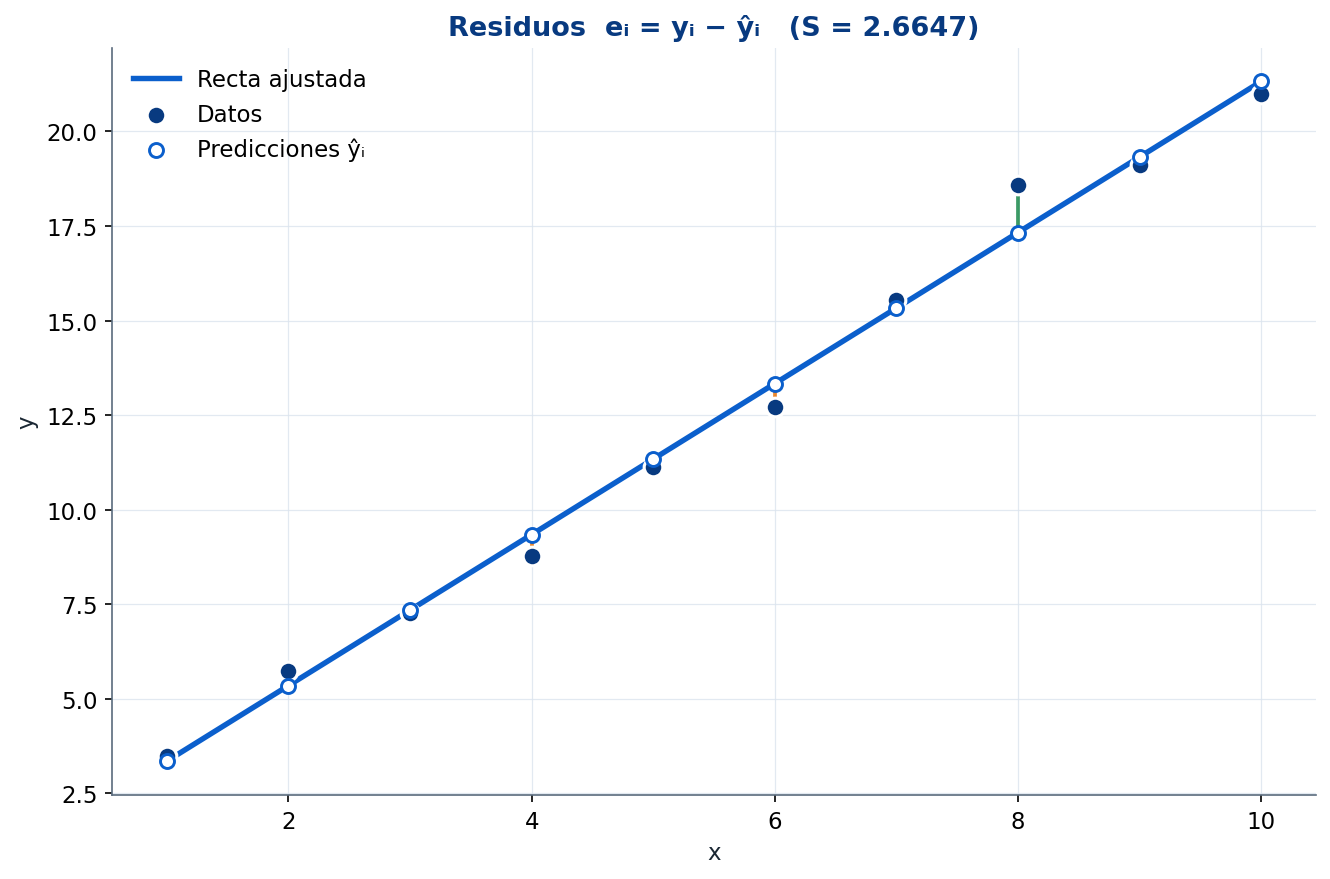 Residuos eᵢ = yᵢ − ŷᵢ (S = 2.6647)
Recta ajustada
Datos
Predicciones ŷᵢ
20.0
17.5
15.0
12.5
10.0
7.5
5.0
2.5
y
2 4 6 8 10
x